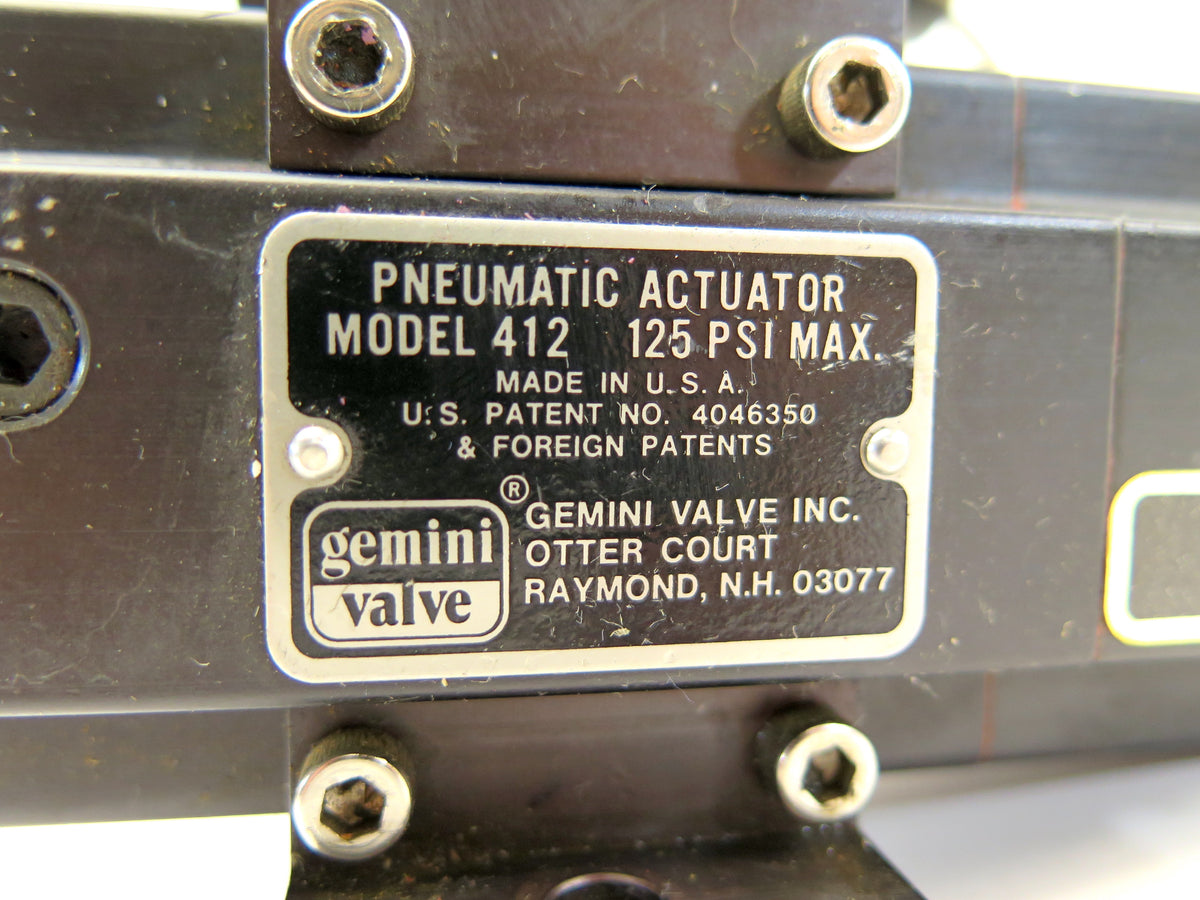 PNEUMATIC ACTUATOR
MODEL 412 125 PSI MAX.
MADE IN U.S.A.
U.S. PATENT NO. 4046350
& FOREIGN PATENTS
gemini
valve
®
GEMINI VALVE INC.
OTTER COURT
RAYMOND, N.H. 03077